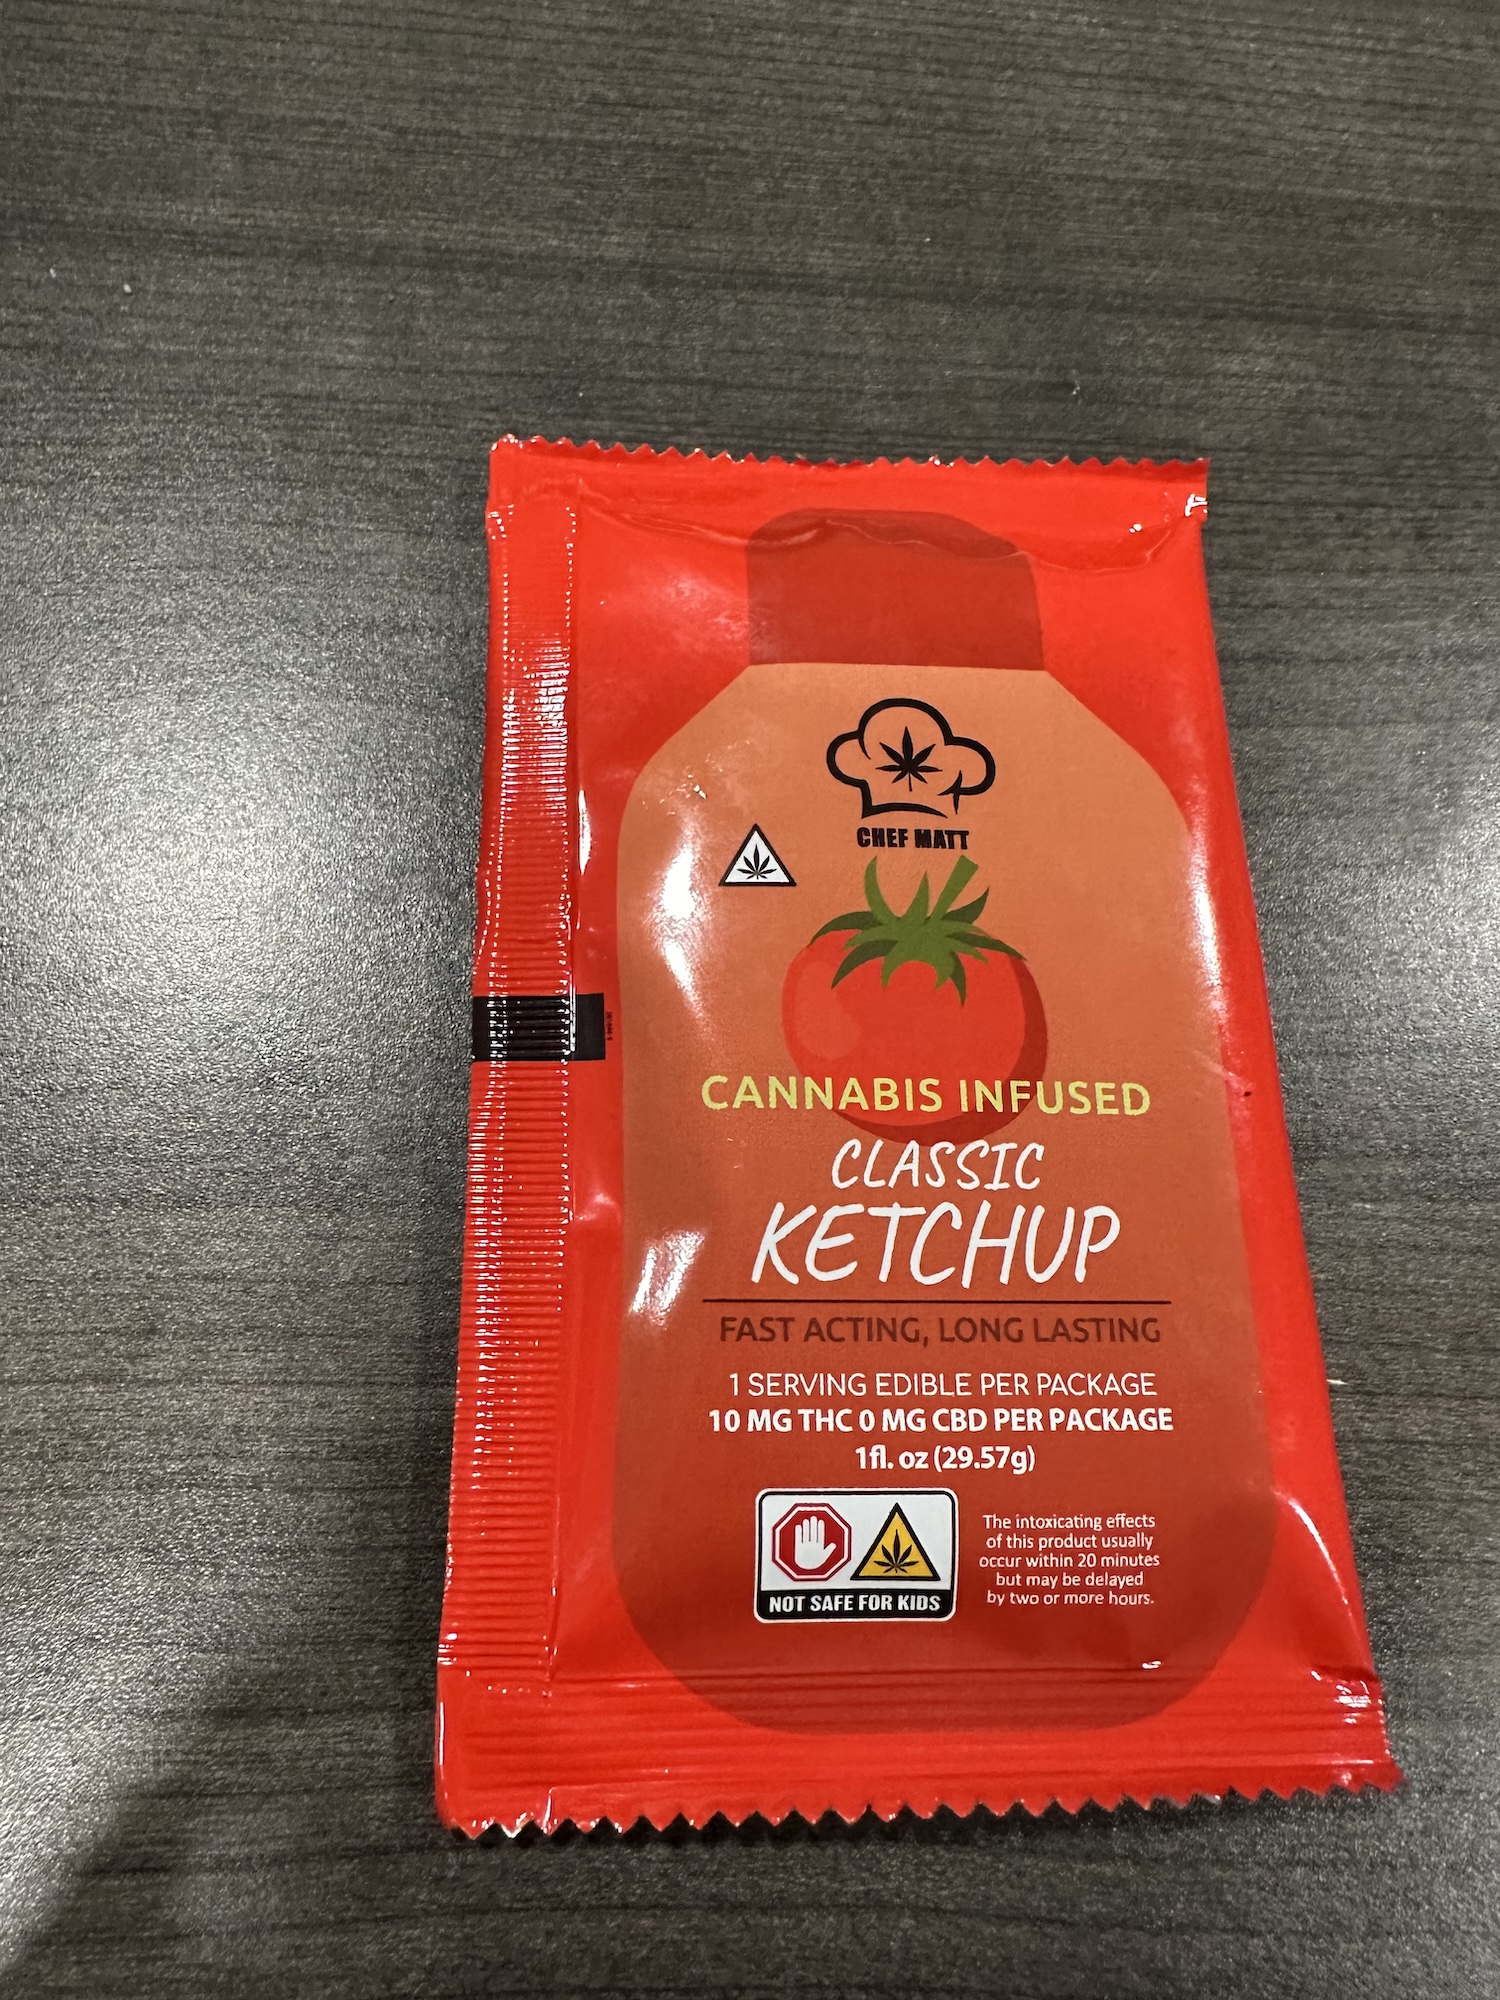 CHEF MATT
CANNABIS INFUSED
CLASSIC
KETCHUP
FAST ACTING, LONG LASTING
1 SERVING EDIBLE PER PACKAGE
10 MG THC 0 MG CBD PER PACKAGE
1fl. oz (29.57g)
NOT SAFE FOR KIDS
The intoxicating effects
of this product usually
occur within 20 minutes
but may be delayed
by two or more hours.